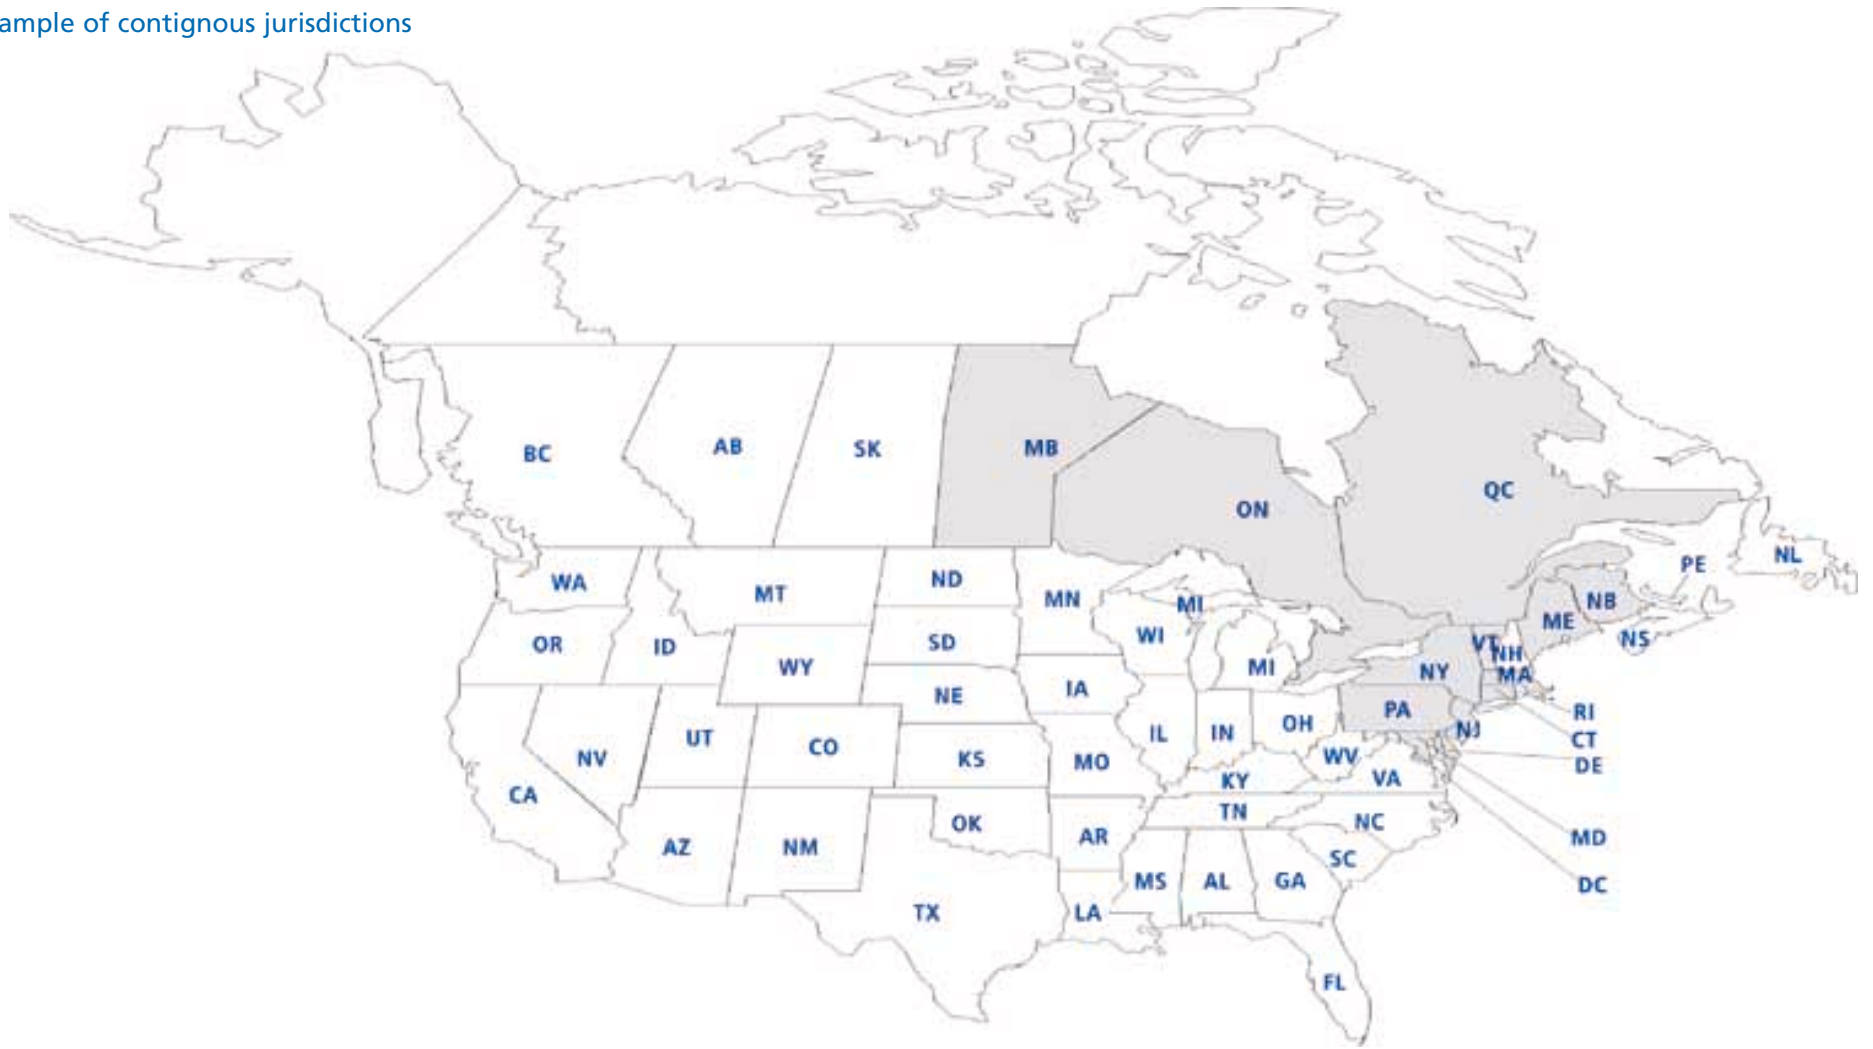 ample of contignous jurisdictions
BC
AB
SK
MB
ON
QC
NL
PE
NB
NS
ME
WA
MT
ND
MN
MI
WI
OR
ID
WY
SD
VT
NH
MA
NY
MI
IA
NE
PA
RI
NV
UT
CO
KS
MO
IL
IN
OH
NJ
CT
DE
WV
VA
KY
CA
AZ
NM
OK
AR
TN
NC
MD
SC
DC
TX
LA
MS
AL
GA
FL